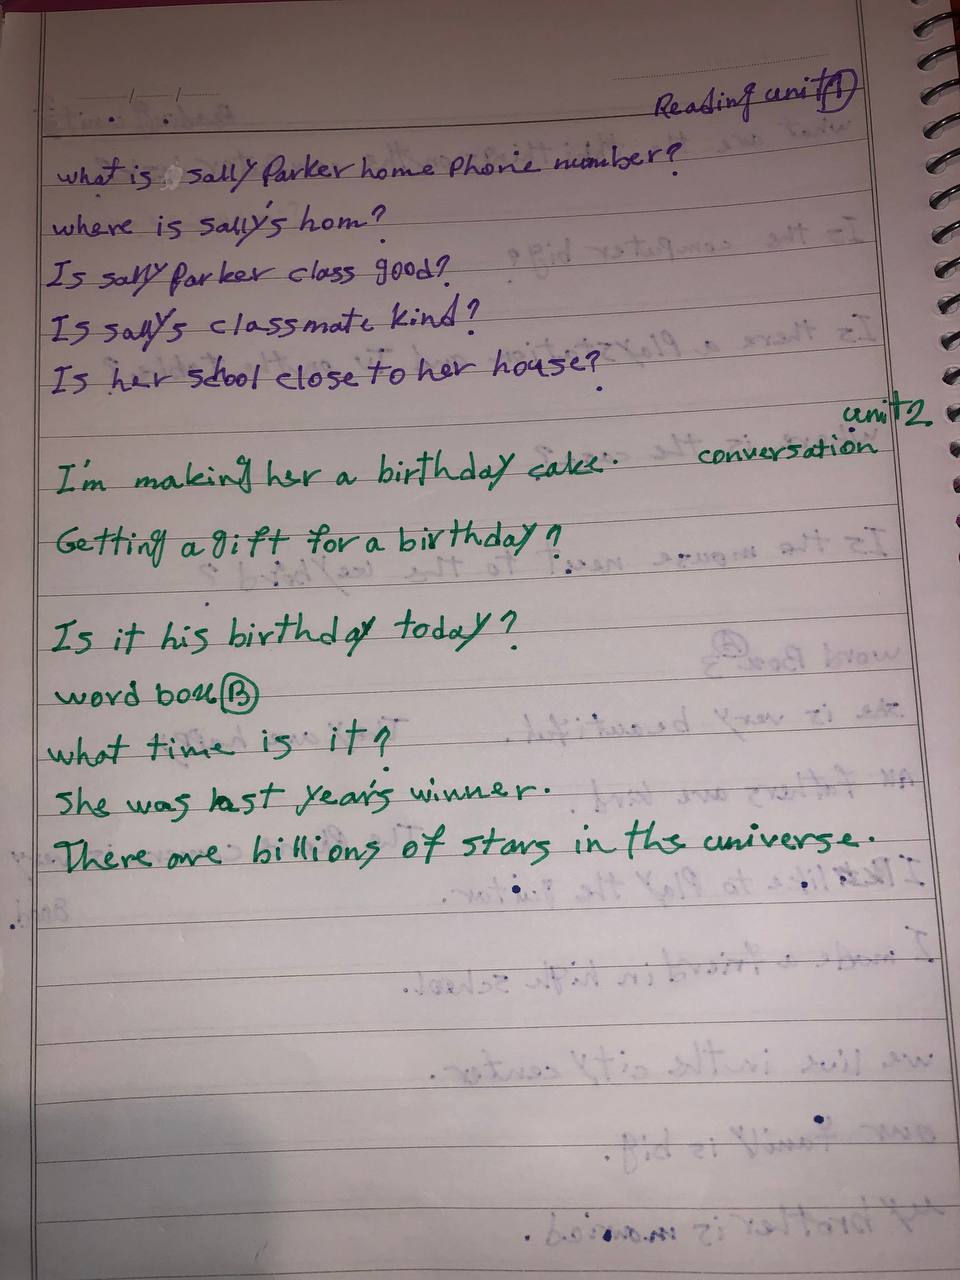 Reading unit 1
what is sally Parker home Phone number?
where is sally's hom?
Is sally Parker class good?
Is sally's classmate kind?
Is her school close to her house?
unit 2
I'm making her a birthday cake. conversation
Getting a gift for a birthday?
Is it his birthday today?
word box B
what time is it?
she was last year's winner.
There are billions of stars in the universe.